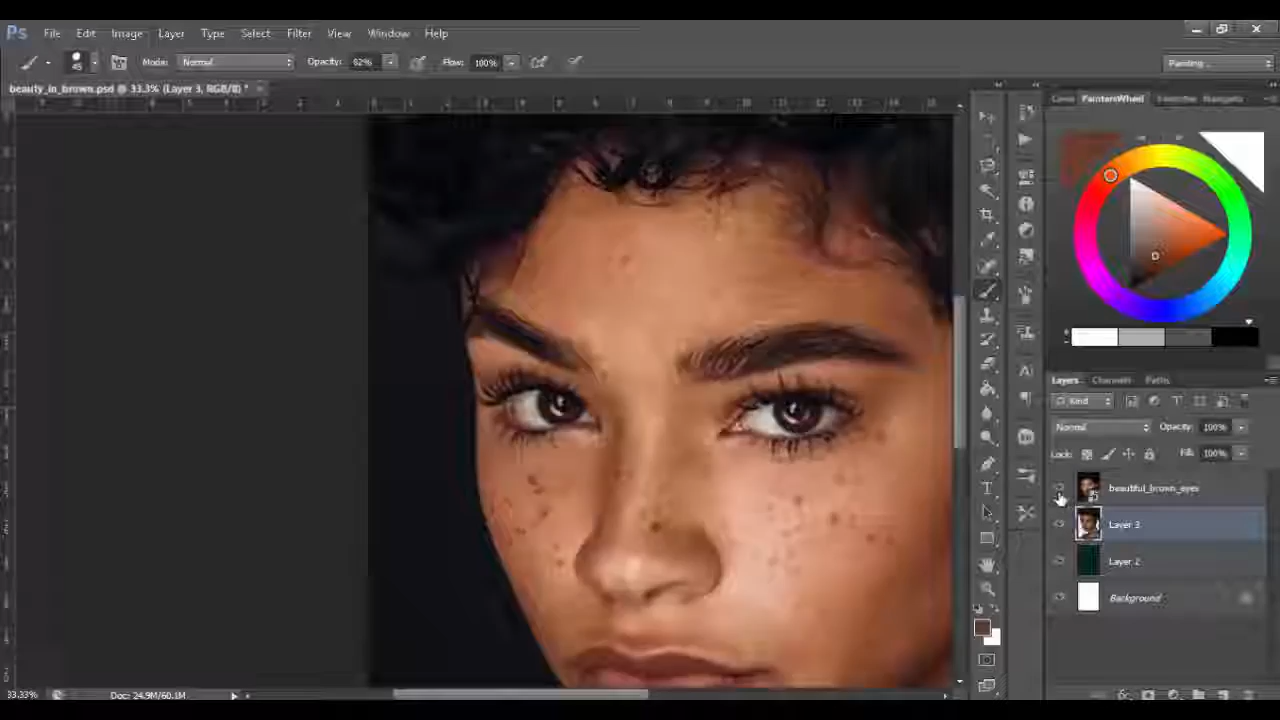 Ps File Edit Image Layer Type Select Filter View Window Help
45 Mode: Normal Opacity: 82% Flow: 100% Painting
beauty_in_brown.psd @ 33.3% (Layer 3, RGB/8) *
PaintersWheel Navigator
Layers Channels Paths
Kind
Normal Opacity: 100%
Lock: Fill: 100%
beautiful_brown_eyes
Layer 3
Layer 2
Background
33.33% Doc: 24.9M/60.1M